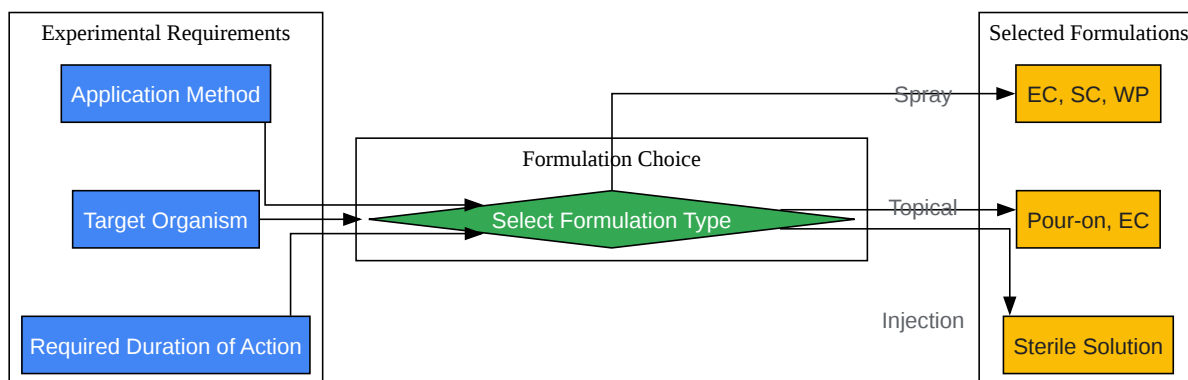 Experimental Requirements
Application Method
Target Organism
Required Duration of Action
Formulation Choice
Select Formulation Type
Spray
Topical
Injection
Selected Formulations
EC, SC, WP
Pour-on, EC
Sterile Solution